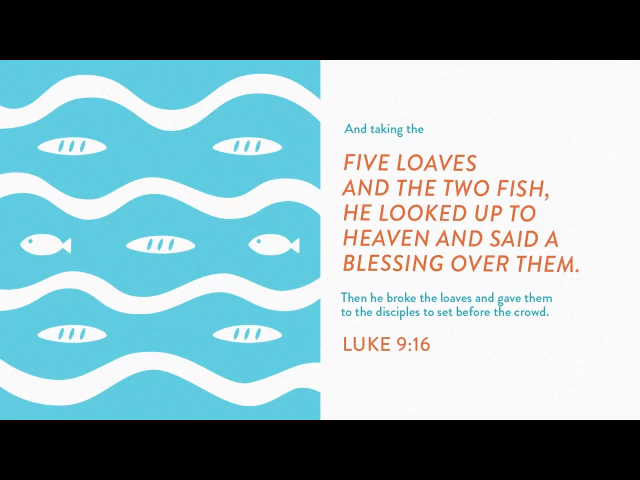 And taking the
FIVE LOAVES
AND THE TWO FISH,
HE LOOKED UP TO
HEAVEN AND SAID A
BLESSING OVER THEM.
Then he broke the loaves and gave them
to the disciples to set before the crowd.
LUKE 9:16